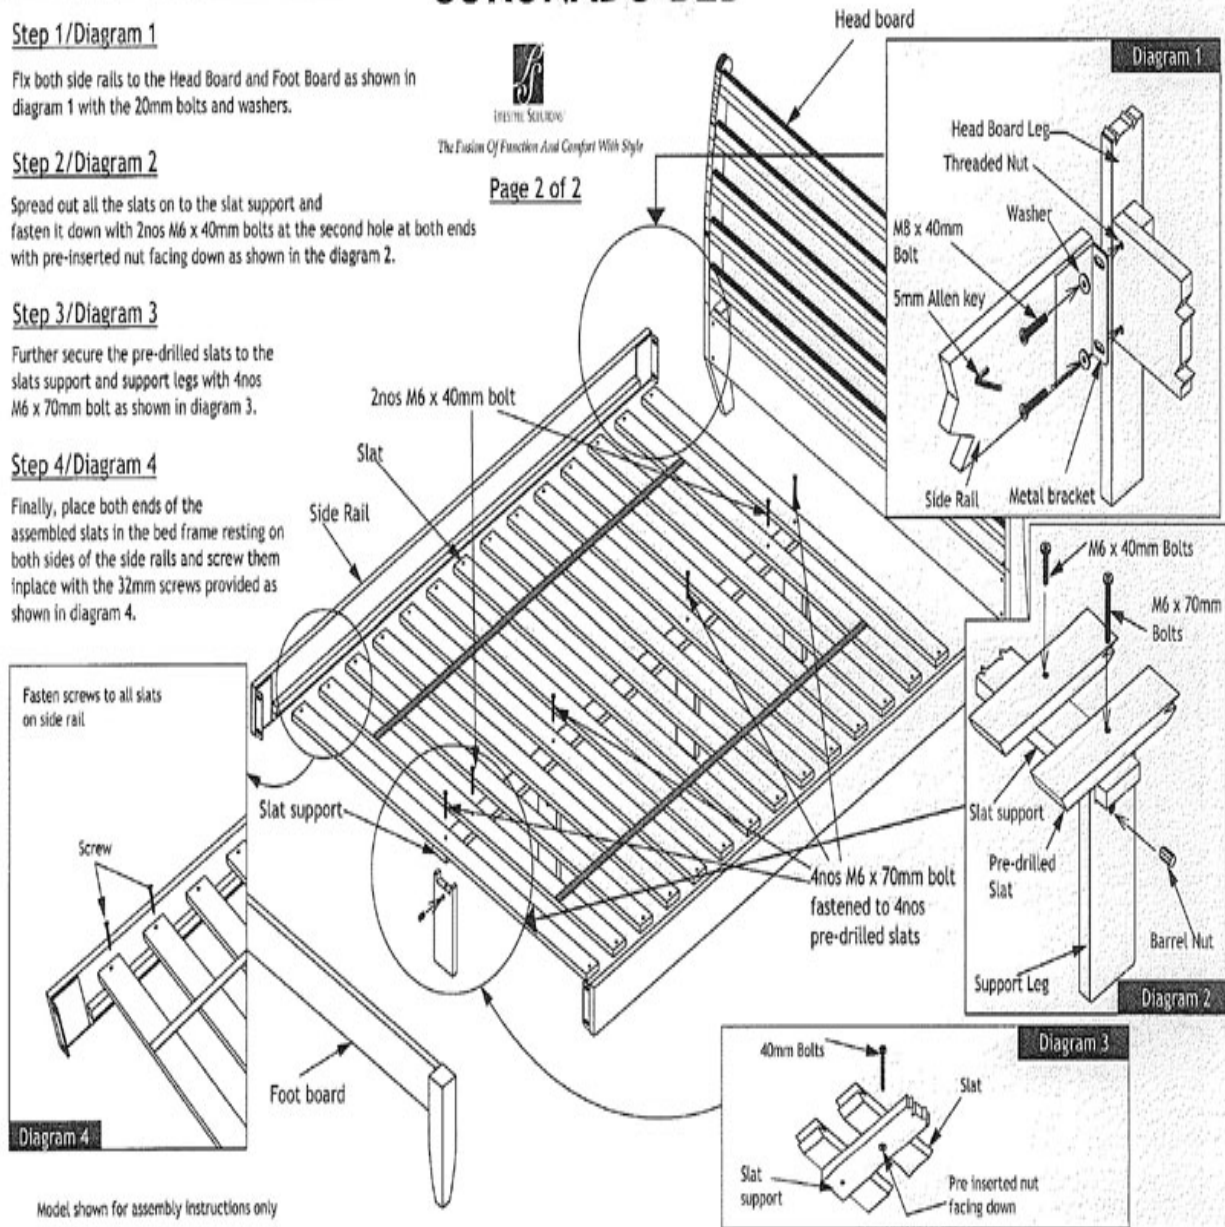 Step 1/Diagram 1
Fix both side rails to the Head Board and Foot Board as shown in
diagram 1 with the 20mm bolts and washers.
Step 2/Diagram 2
Spread out all the slats on to the slat support and
fasten it down with 2nos M6 x 40mm bolts at the second hole at both ends
with pre-inserted nut facing down as shown in the diagram 2.
Step 3/Diagram 3
Further secure the pre-drilled slats to the
slats support and support legs with 4nos
M6 x 70mm bolt as shown in diagram 3.
Step 4/Diagram 4
Finally, place both ends of the
assembled slats in the bed frame resting on
both sides of the side rails and screw them
inplace with the 32mm screws provided as
shown in diagram 4.
LIFESTYLE SOLUTIONS
The Fusion Of Function And Comfort With Style
Page 2 of 2
Head board
2nos M6 x 40mm bolt
Slat
Side Rail
Slat support
4nos M6 x 70mm bolt
fastened to 4nos
pre-drilled slats
Foot board
Diagram 1
Head Board Leg
Threaded Nut
Washer
M8 x 40mm
Bolt
5mm Allen key
Side Rail
Metal bracket
M6 x 40mm Bolts
M6 x 70mm
Bolts
Slat support
Pre-drilled
Slat
Barrel Nut
Support Leg
Diagram 2
Diagram 3
40mm Bolts
Slat
Slat
support
Pre inserted nut
facing down
Fasten screws to all slats
on side rail
Screw
Diagram 4
Model shown for assembly instructions only